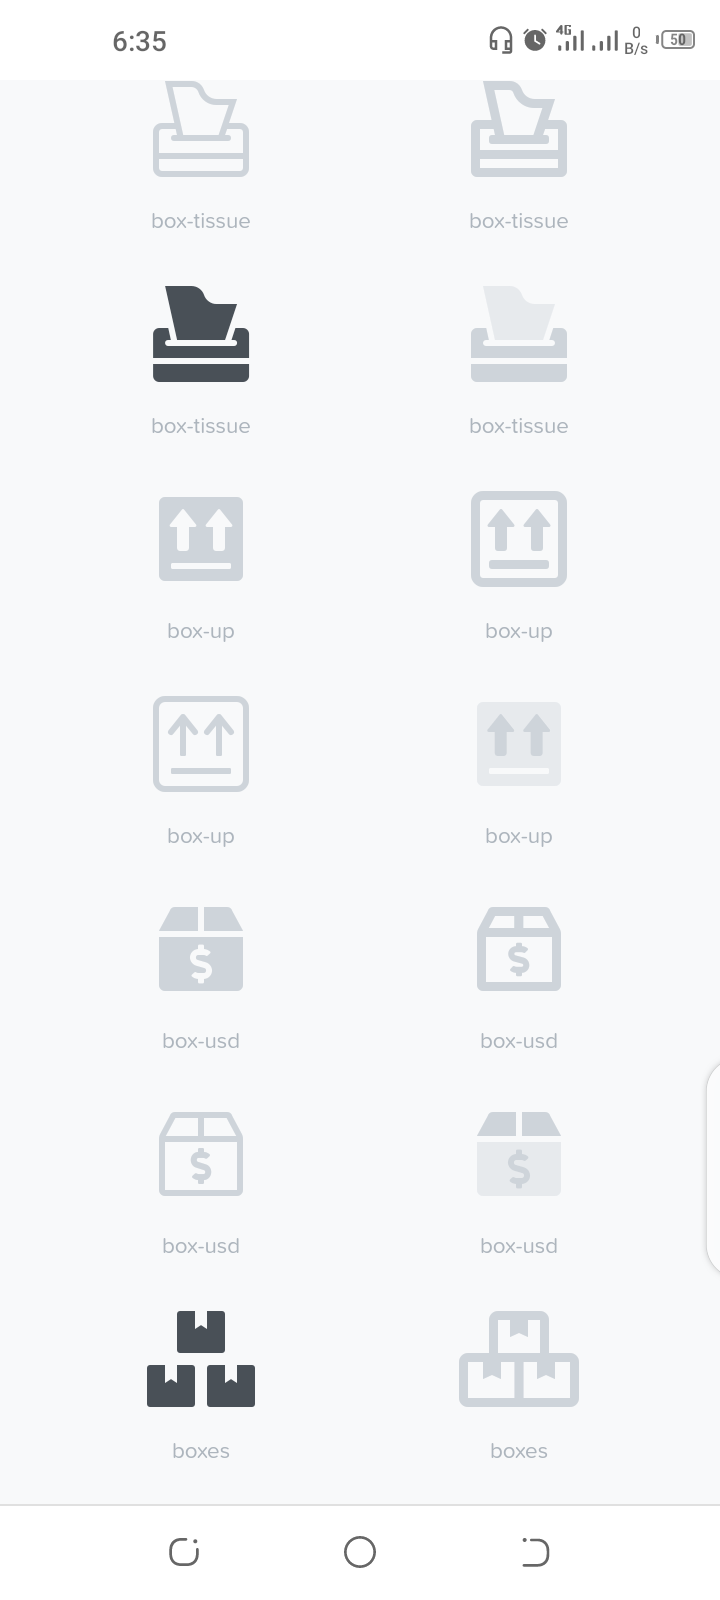 6:35
4G
0
B/s
50
box-tissue box-tissue
box-tissue box-tissue
box-up box-up
box-up box-up
$ $
box-usd box-usd
$ $
box-usd box-usd
boxes boxes